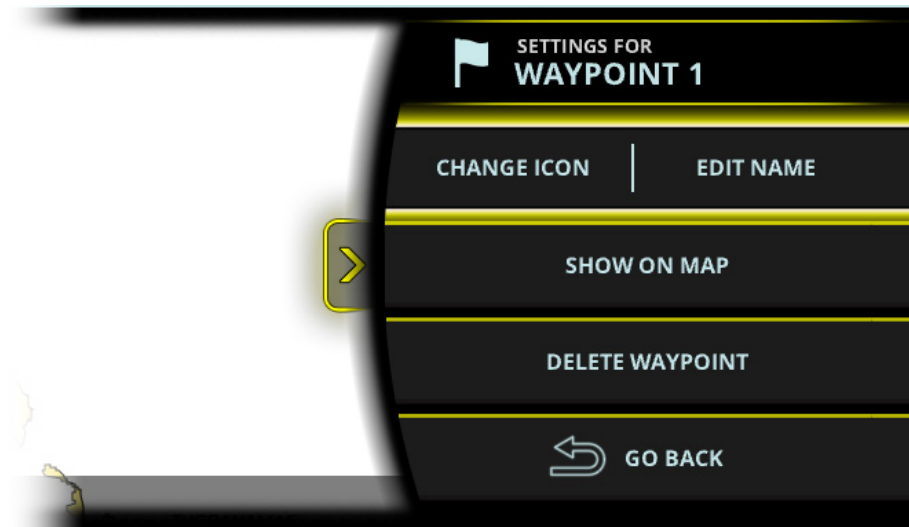 SETTINGS FOR
WAYPOINT 1
CHANGE ICON
EDIT NAME
SHOW ON MAP
DELETE WAYPOINT
GO BACK